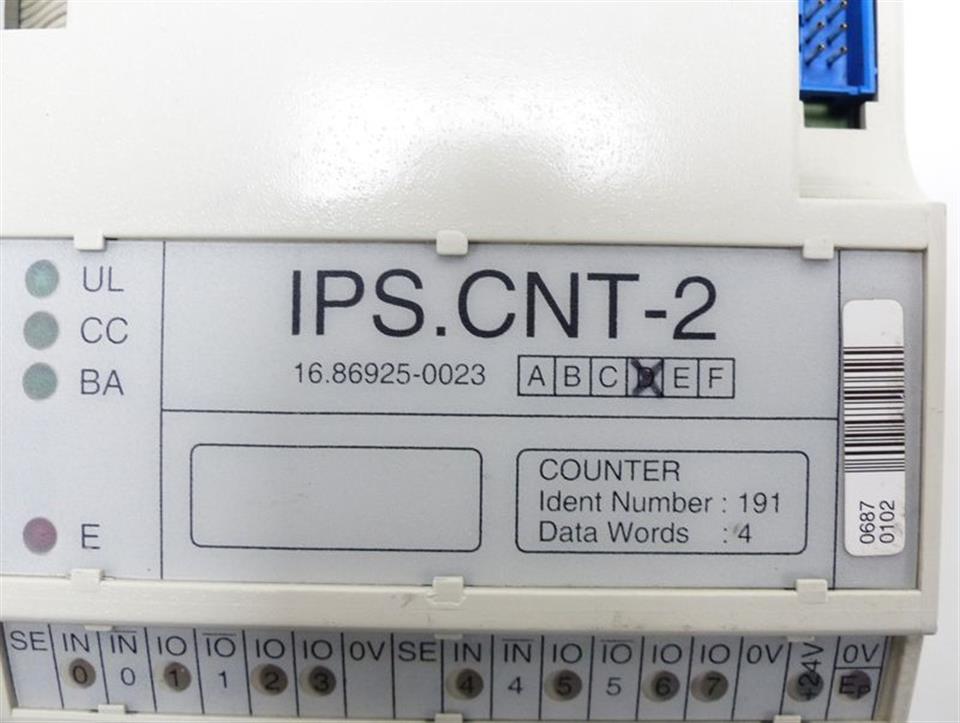 UL
CC
BA
E
IPS.CNT-2
16.86925-0023 A B C D E F
COUNTER
Ident Number : 191
Data Words : 4
0687
0102
SE IN IN IO IO IO IO 0V SE IN IN IO IO IO IO 0V +24V 0V
0 0 1 1 2 3 4 4 5 5 6 7 Ep